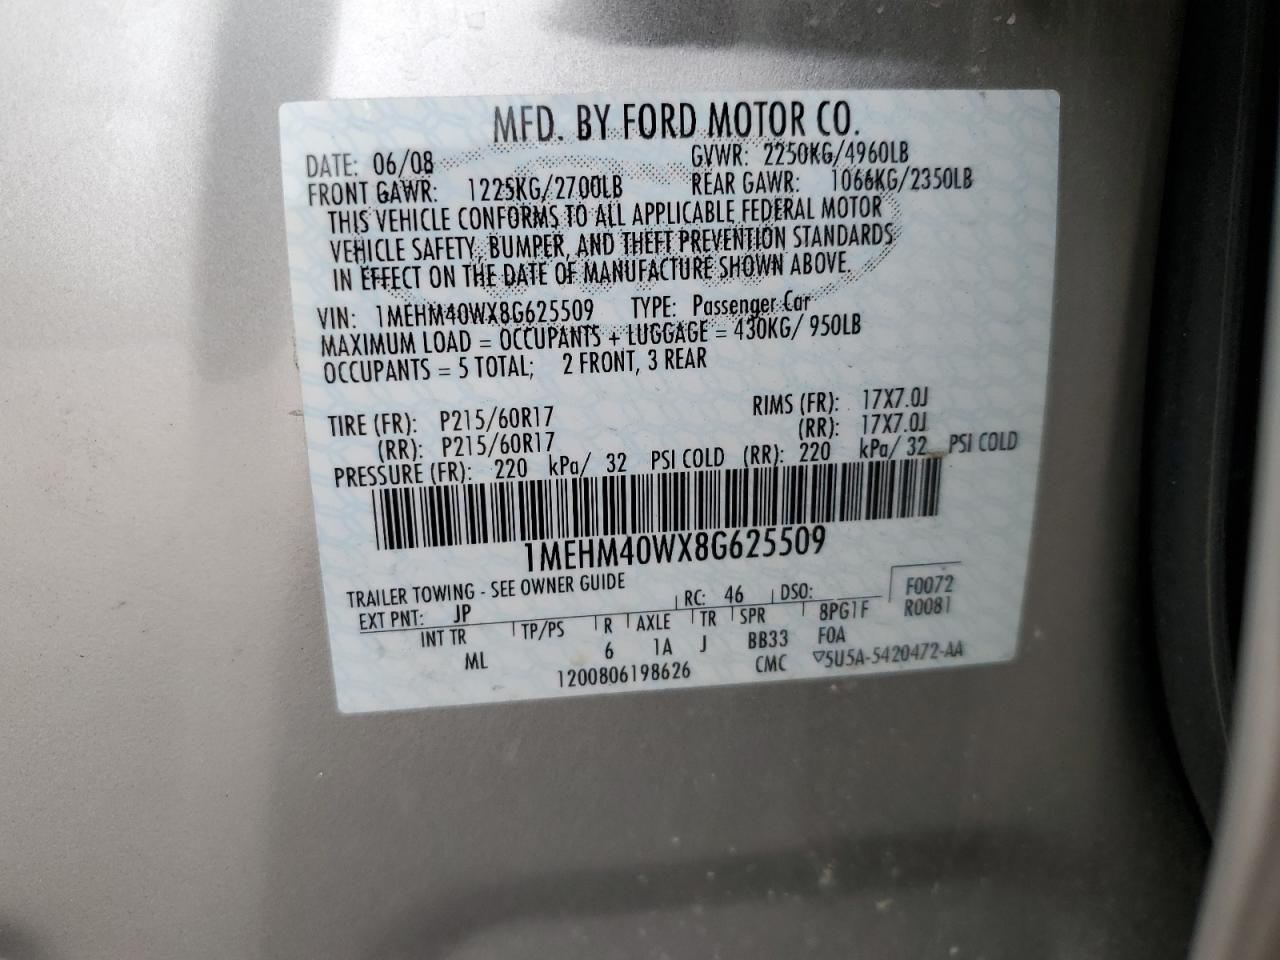 MFD. BY FORD MOTOR CO.
DATE: 06/08 GVWR: 2250KG/4960LB
FRONT GAWR: 1225KG/2700LB REAR GAWR: 1066KG/2350LB
THIS VEHICLE CONFORMS TO ALL APPLICABLE FEDERAL MOTOR
VEHICLE SAFETY, BUMPER, AND THEFT PREVENTION STANDARDS
IN EFFECT ON THE DATE OF MANUFACTURE SHOWN ABOVE.
VIN: 1MEHM40WX8G625509 TYPE: Passenger Car
MAXIMUM LOAD = OCCUPANTS + LUGGAGE = 430KG/ 950LB
OCCUPANTS = 5 TOTAL; 2 FRONT, 3 REAR
TIRE (FR): P215/60R17 RIMS (FR): 17X7.0J
(RR): P215/60R17 (RR): 17X7.0J
PRESSURE (FR): 220 kPa/ 32 PSI COLD (RR): 220 kPa/ 32 PSI COLD
1MEHM40WX8G625509
TRAILER TOWING - SEE OWNER GUIDE
EXT PNT: JP RC: 46 DSO: F0072
INT TR TP/PS R AXLE TR SPR 8PG1F R0081
ML 6 1A J BB33 FOA
1200806198626 CMC ▽5U5A-5420472-AA